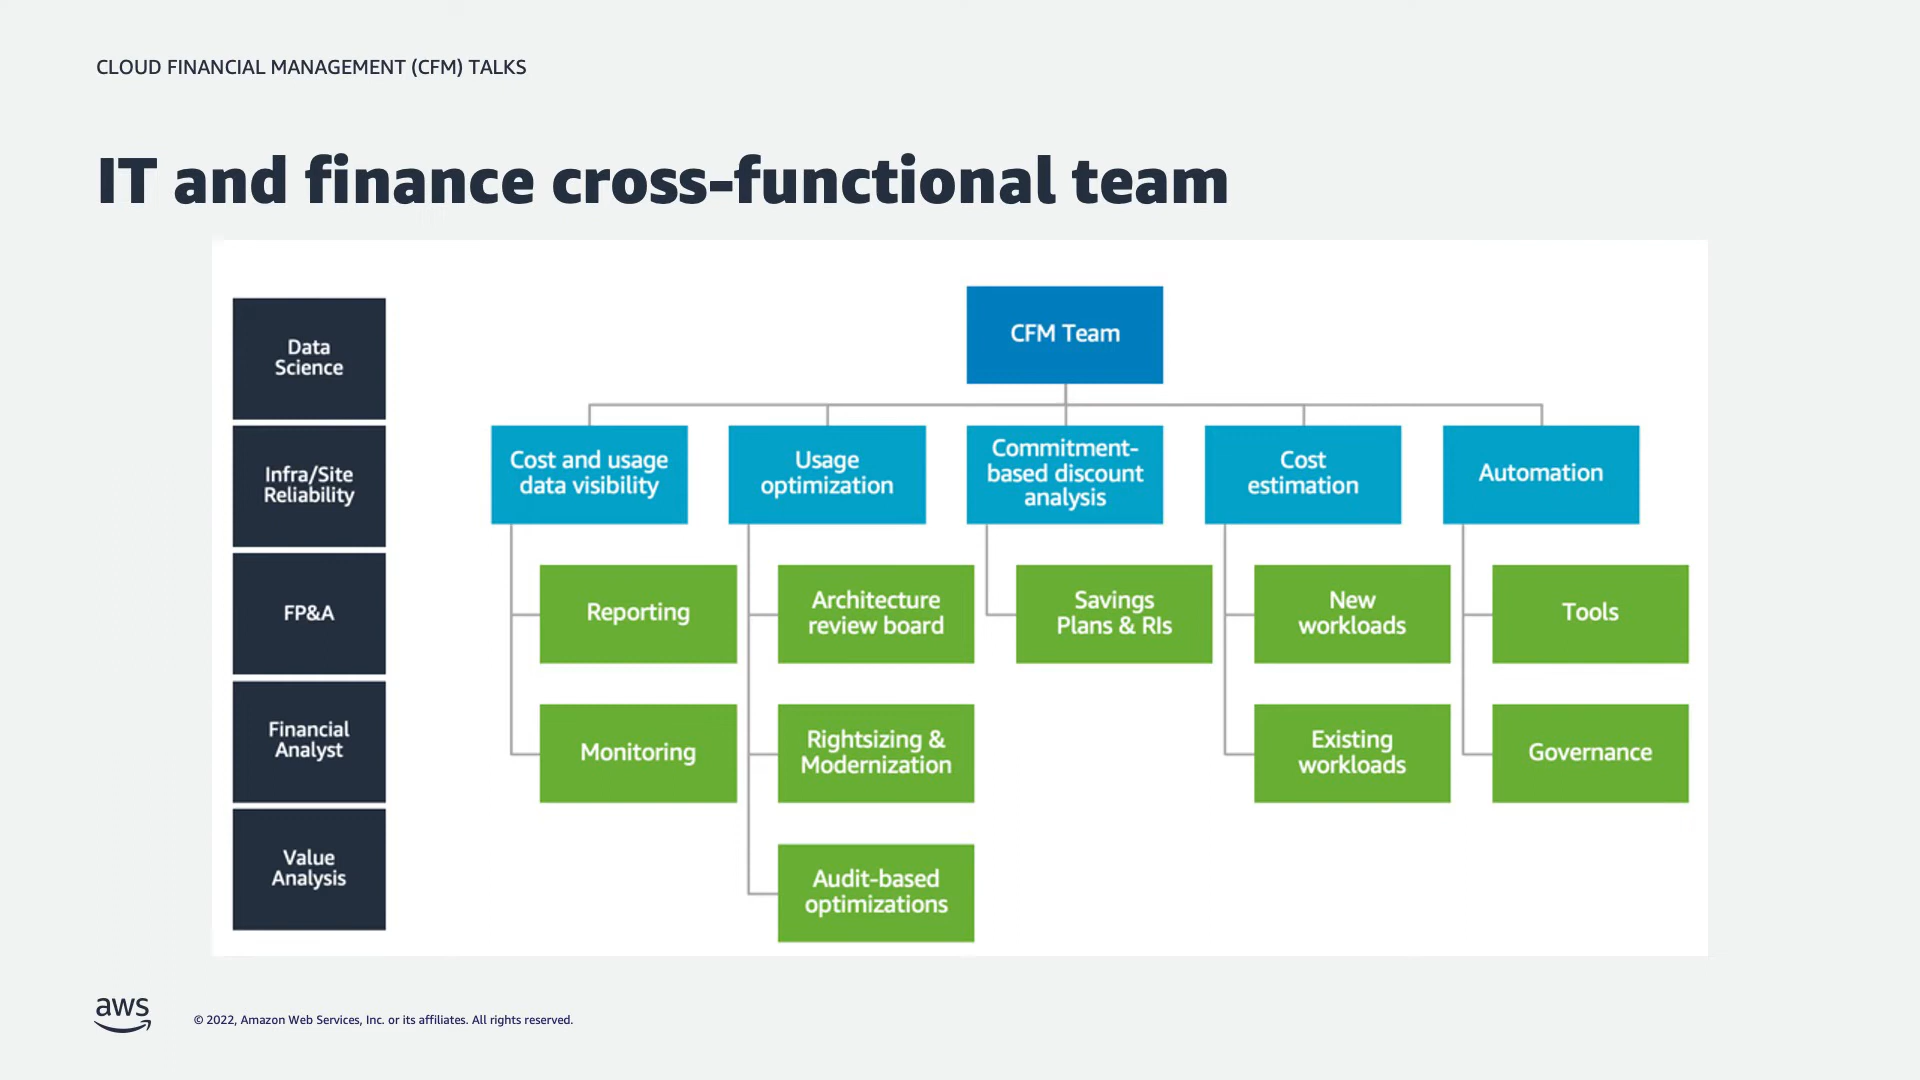 CLOUD FINANCIAL MANAGEMENT (CFM) TALKS
IT and finance cross-functional team
Data
Science
Infra/Site
Reliability
FP&A
Financial
Analyst
Value
Analysis
CFM Team
Cost and usage
data visibility
Reporting
Monitoring
Usage
optimization
Architecture
review board
Rightsizing &
Modernization
Audit-based
optimizations
Commitment-
based discount
analysis
Savings
Plans & RIs
Cost
estimation
New
workloads
Existing
workloads
Automation
Tools
Governance
aws
© 2022, Amazon Web Services, Inc. or its affiliates. All rights reserved.